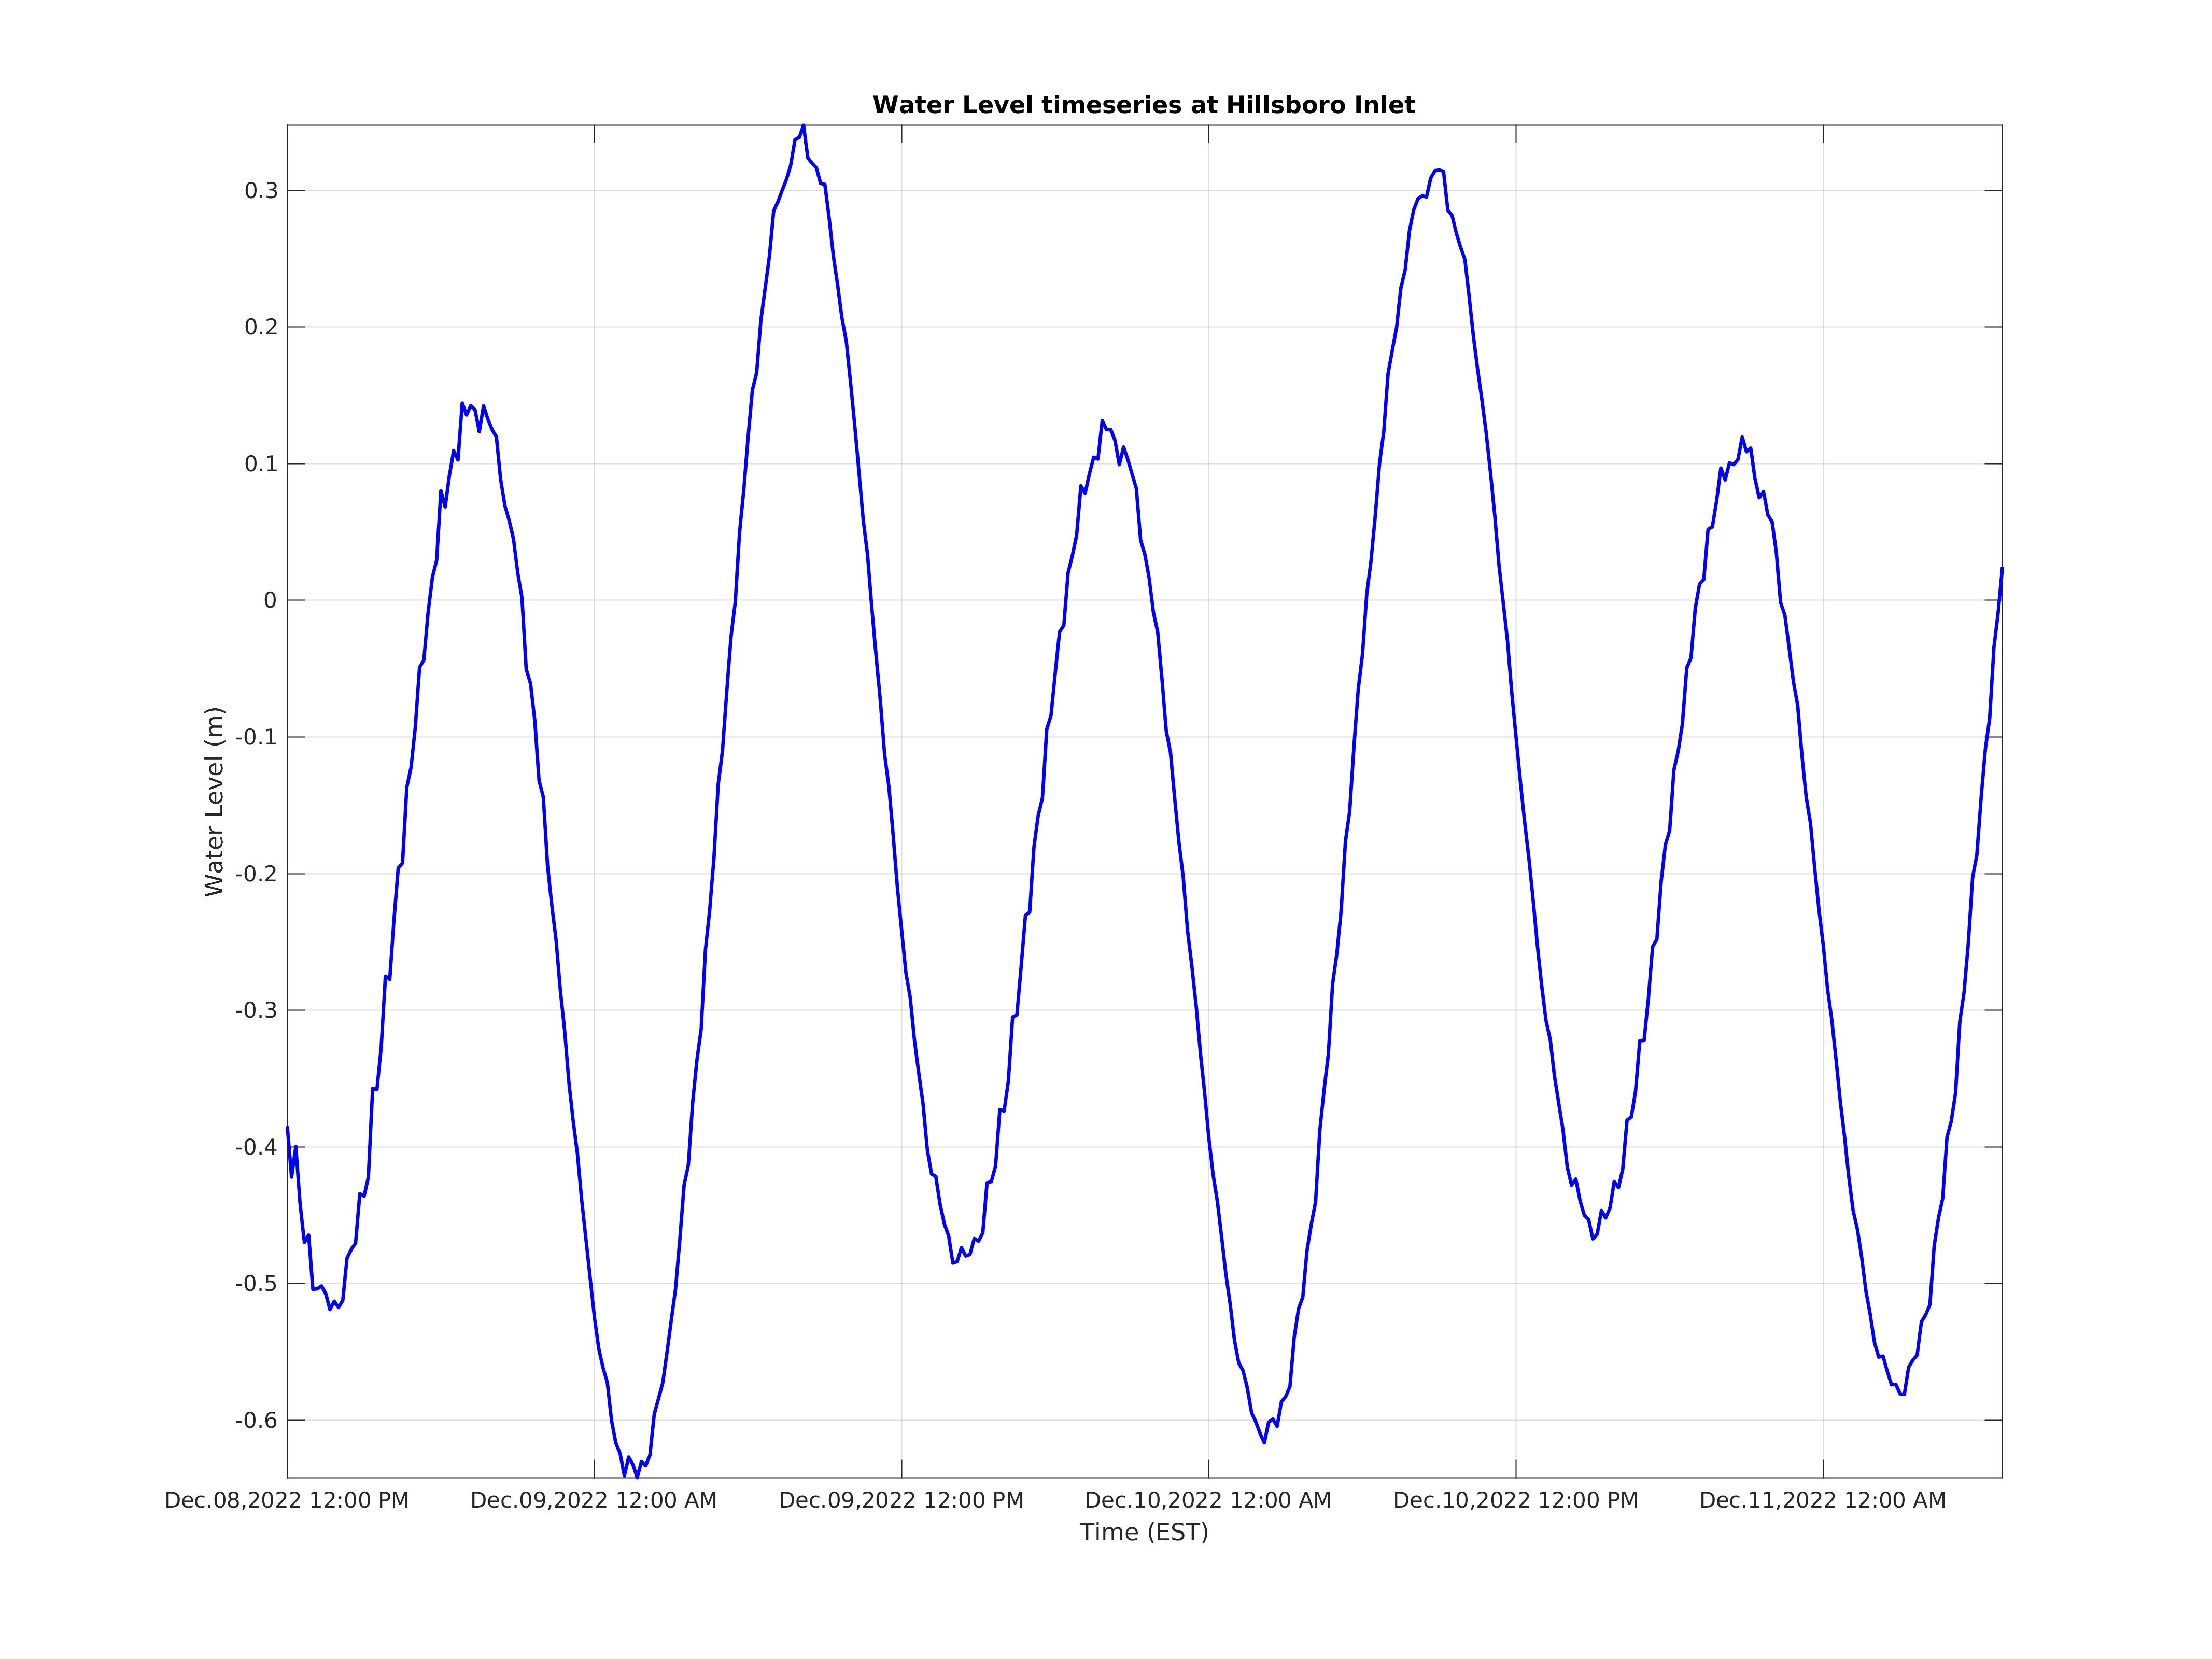 Water Level timeseries at Hillsboro Inlet
0.3
0.2
0.1
0
-0.1
-0.2
-0.3
-0.4
-0.5
-0.6
Water Level (m)
Dec.08,2022 12:00 PM Dec.09,2022 12:00 AM Dec.09,2022 12:00 PM Dec.10,2022 12:00 AM Dec.10,2022 12:00 PM Dec.11,2022 12:00 AM
Time (EST)